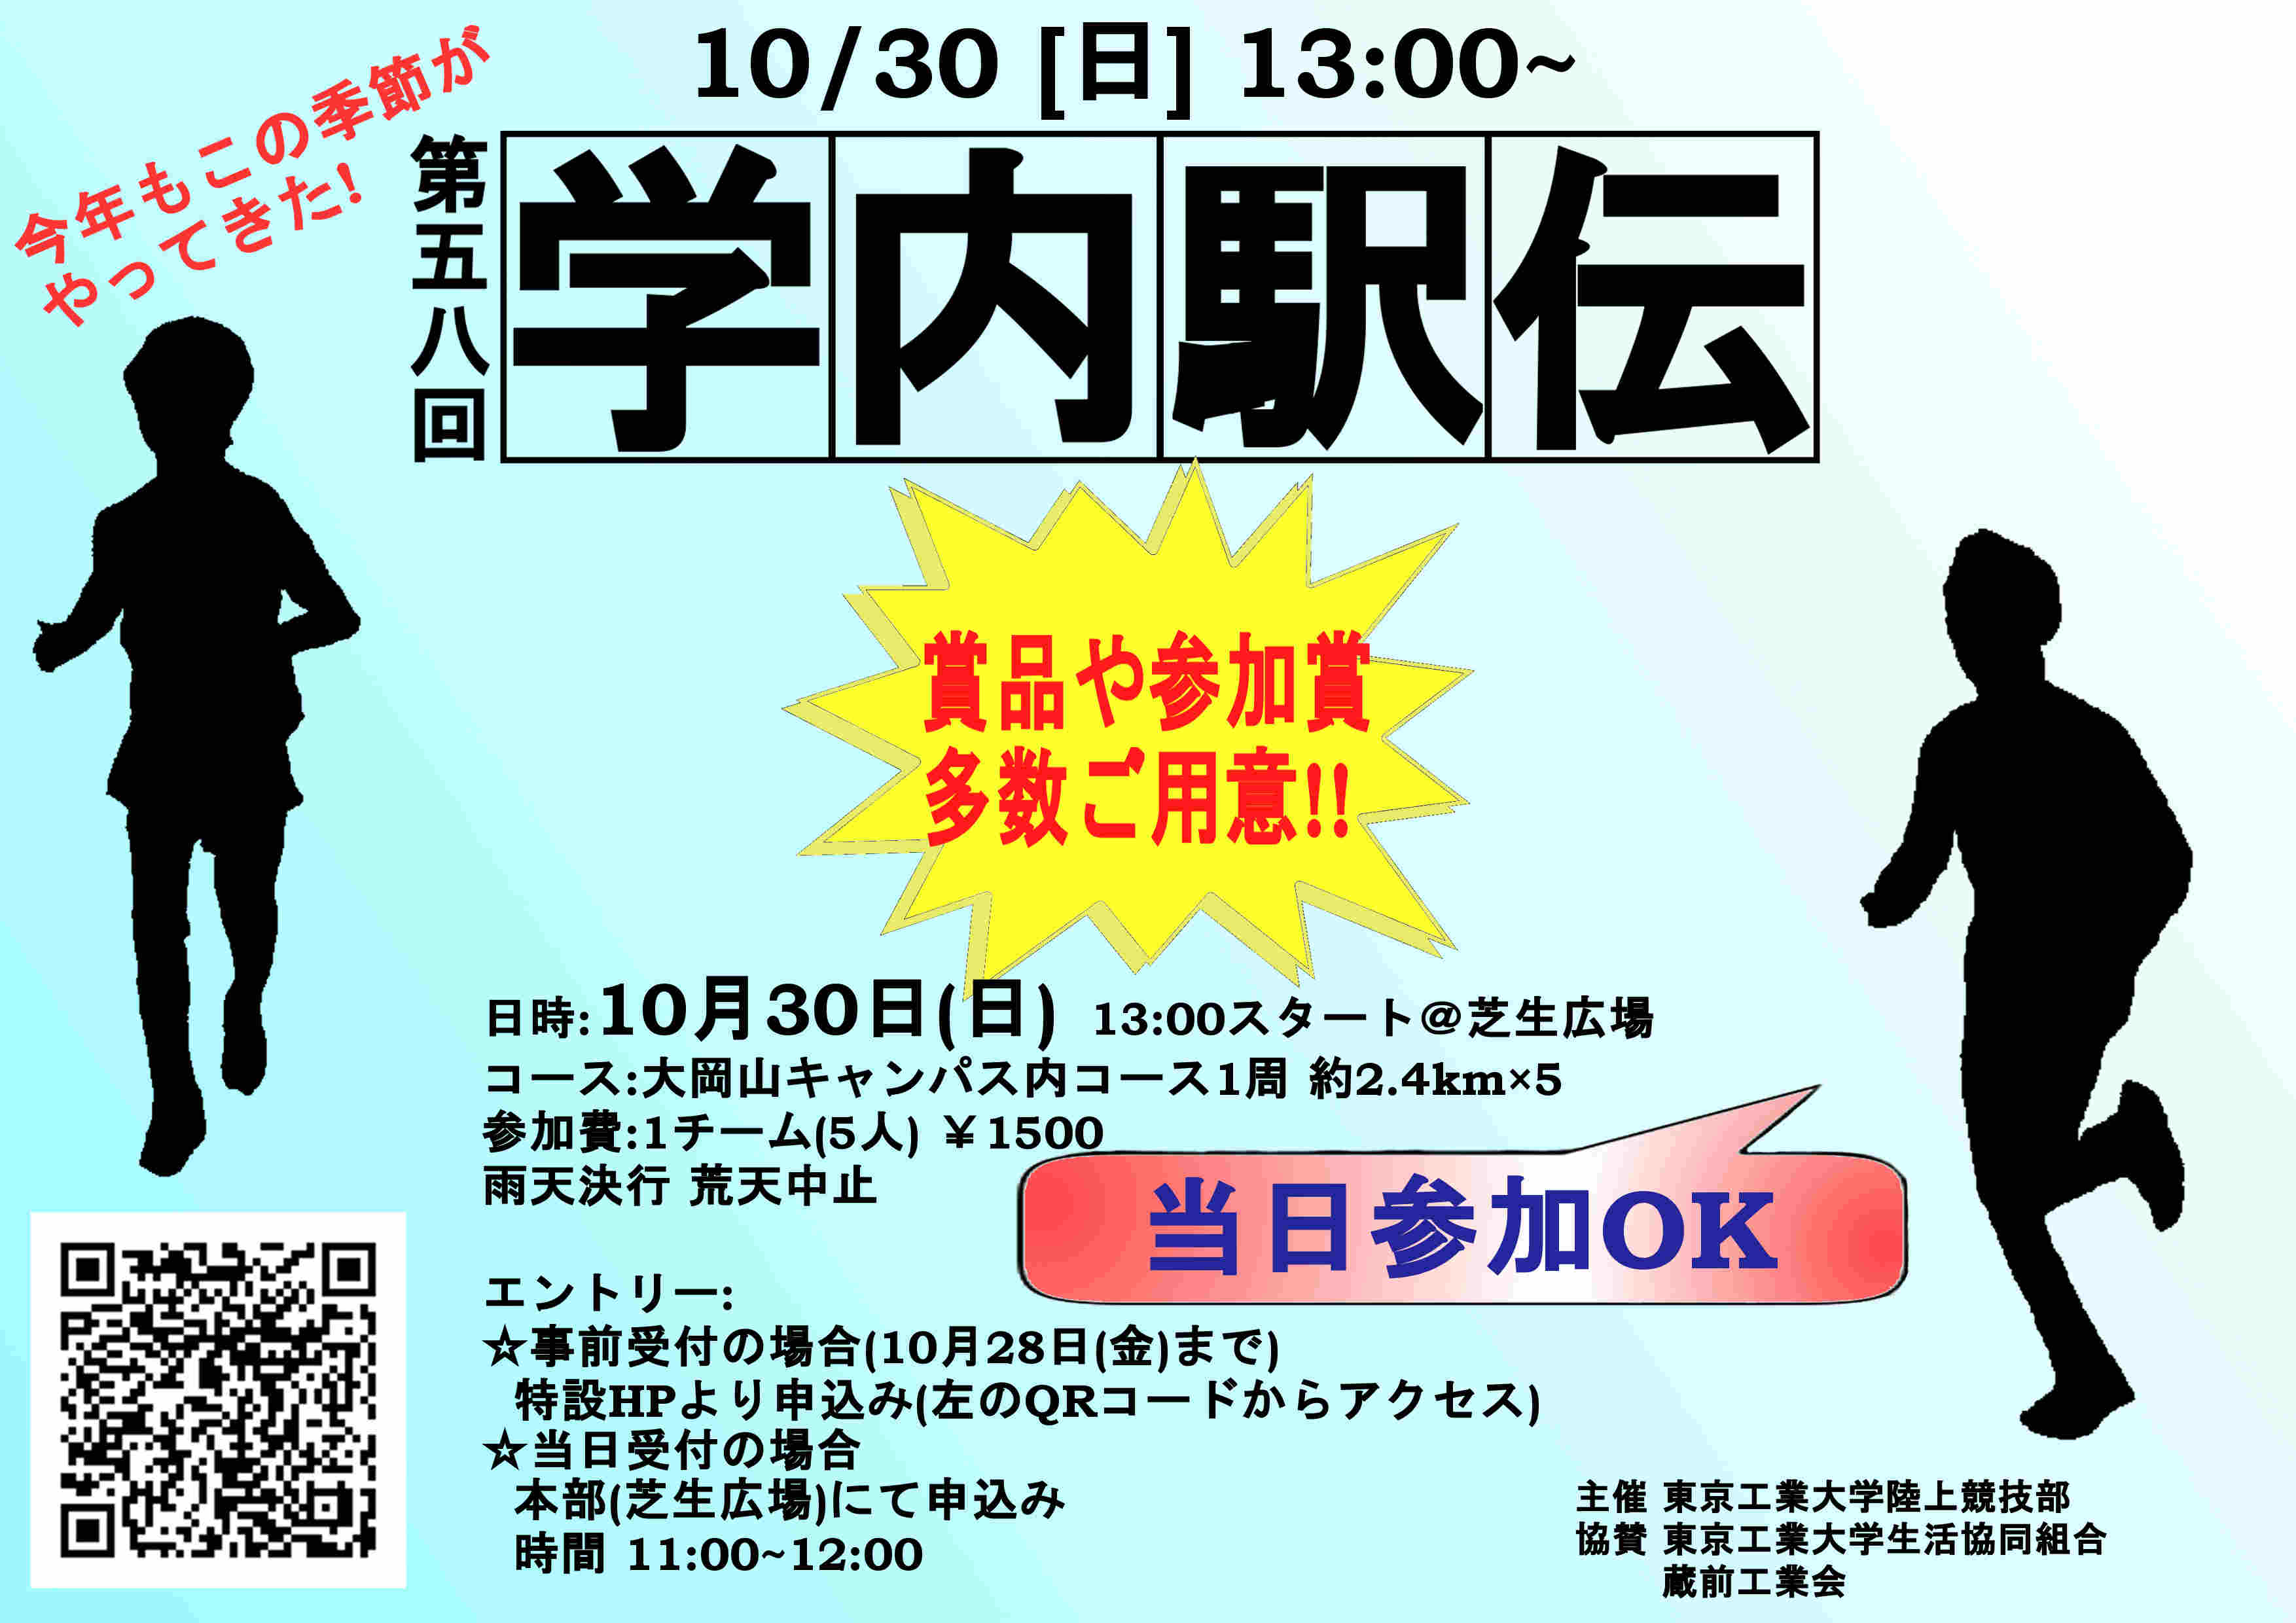 10/30 [日] 13:00~
今年もこの季節が
やってきた!
第五八回
学内駅伝
賞品や参加賞
多数ご用意!!
日時:10月30日(日) 13:00スタート@芝生広場
コース:大岡山キャンパス内コース1周 約2.4km×5
参加費:1チーム(5人) ￥1500
雨天決行 荒天中止
当日参加OK
エントリー:
☆事前受付の場合(10月28日(金)まで)
特設HPより申込み(左のQRコードからアクセス)
☆当日受付の場合
本部(芝生広場)にて申込み
時間 11:00~12:00
主催 東京工業大学陸上競技部
協賛 東京工業大学生活協同組合
蔵前工業会